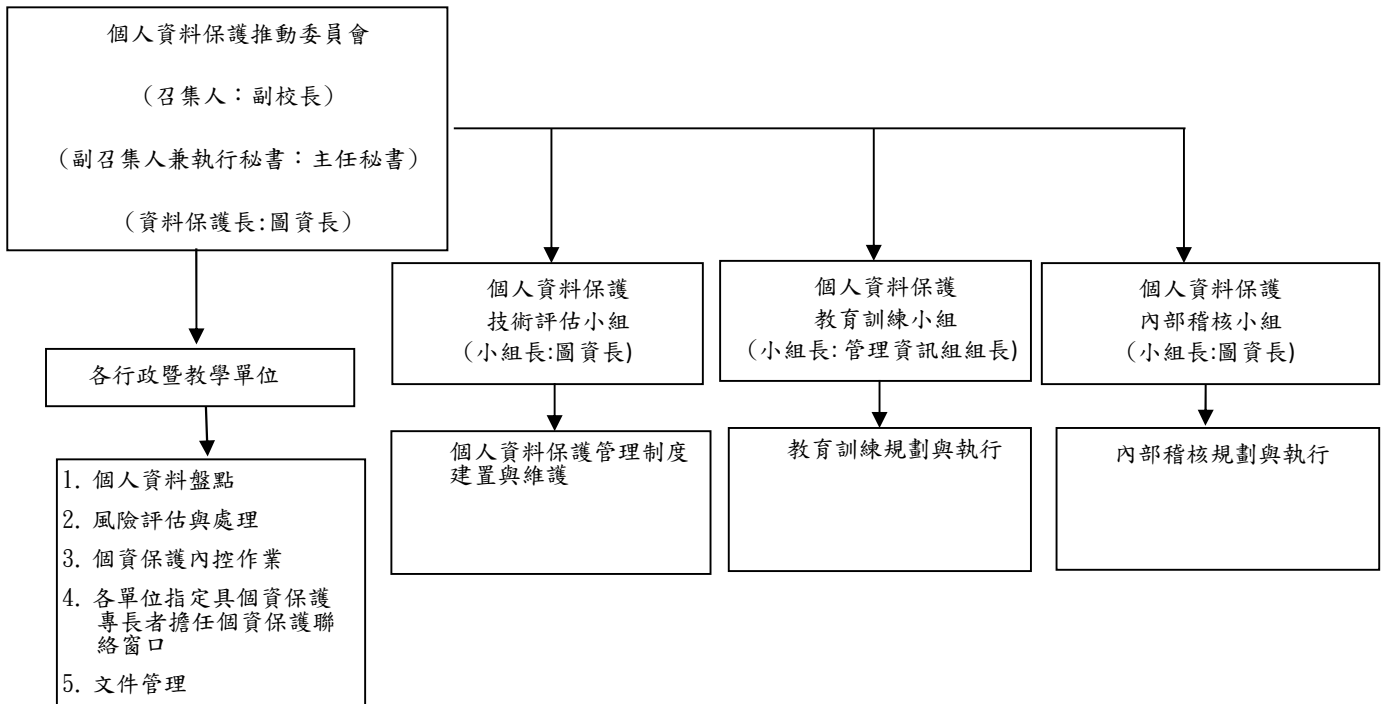 個人資料保護推動委員會
（召集人：副校長）
（副召集人兼執行秘書：主任秘書）
（資料保護長:圖資長）
各行政暨教學單位
1. 個人資料盤點
2. 風險評估與處理
3. 個資保護內控作業
4. 各單位指定具個資保護
專長者擔任個資保護聯
絡窗口
5. 文件管理
個人資料保護
技術評估小組
(小組長:圖資長)
個人資料保護管理制度
建置與維護
個人資料保護
教育訓練小組
(小組長: 管理資訊組組長)
教育訓練規劃與執行
個人資料保護
內部稽核小組
(小組長:圖資長)
內部稽核規劃與執行